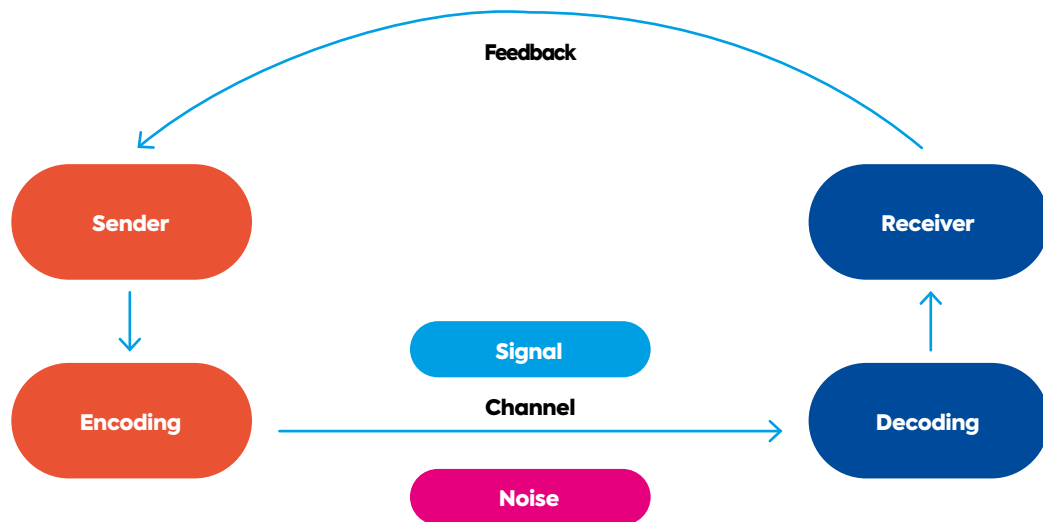 Feedback
Sender
Receiver
Signal
Channel
Encoding
Decoding
Noise